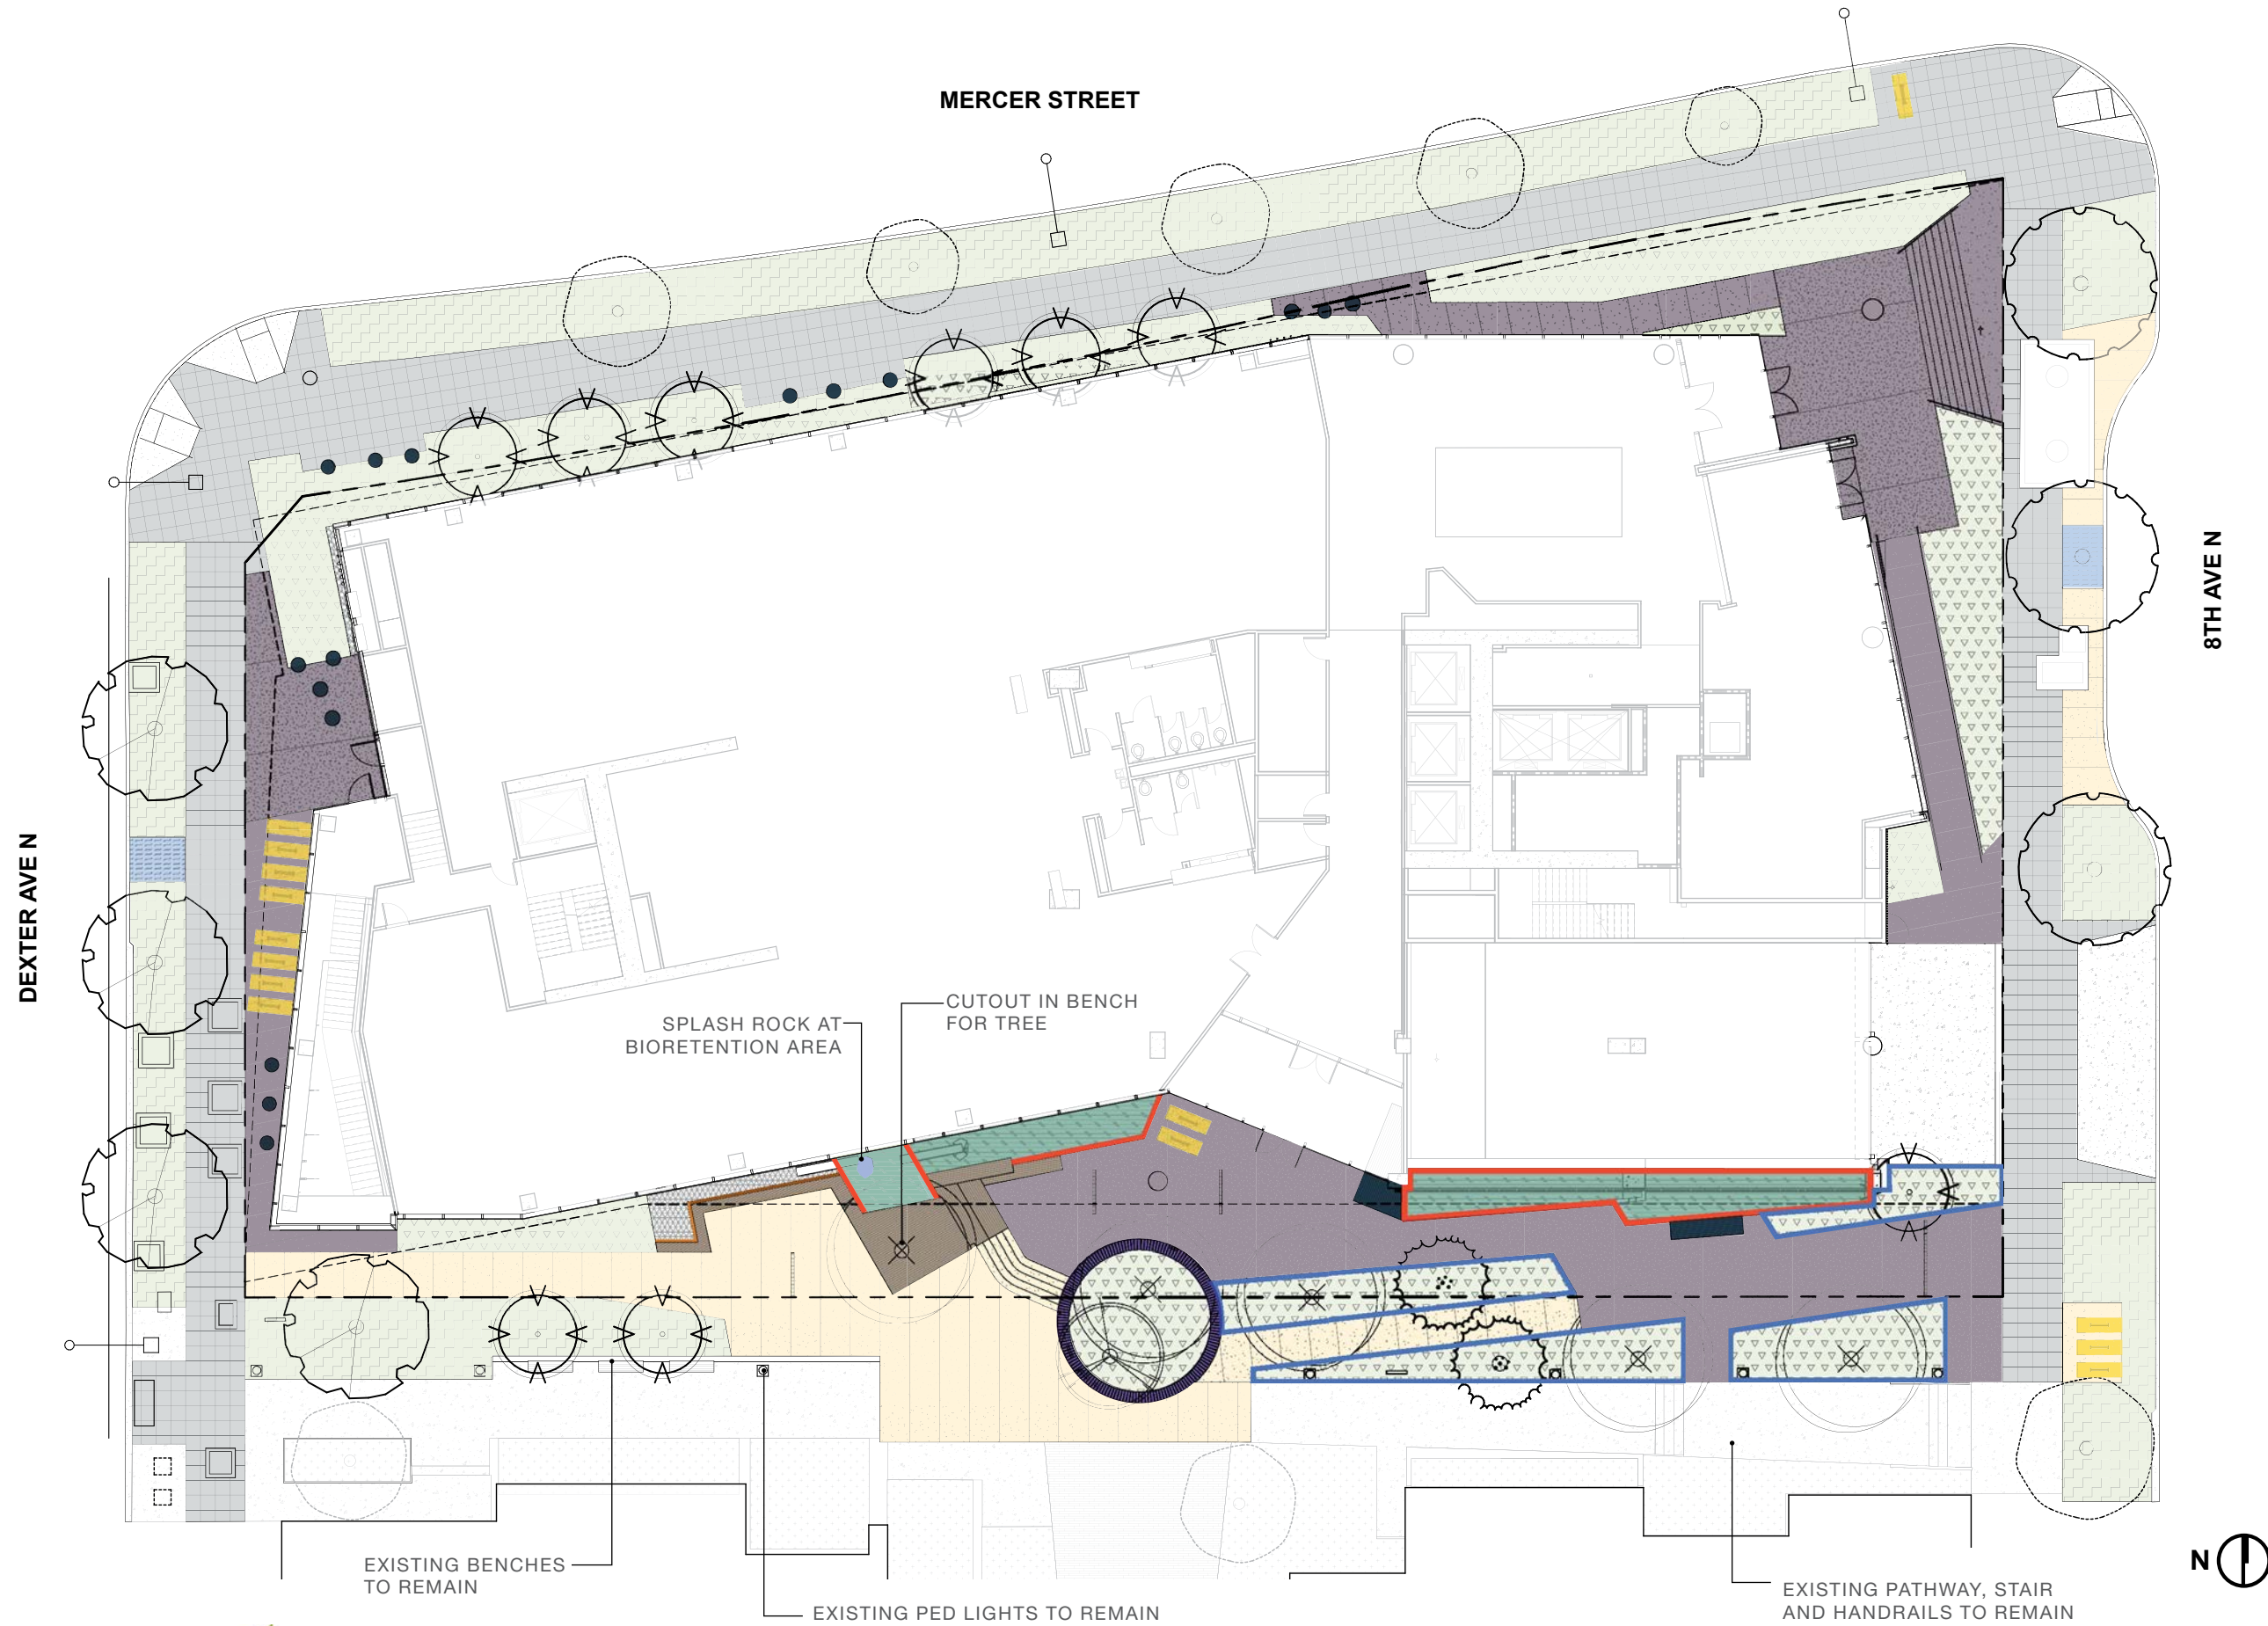 MERCER STREET
8TH AVE N
DEXTER AVE N
CUTOUT IN BENCH
FOR TREE
SPLASH ROCK AT
BIORETENTION AREA
EXISTING BENCHES
TO REMAIN
EXISTING PED LIGHTS TO REMAIN
EXISTING PATHWAY, STAIR
AND HANDRAILS TO REMAIN
N